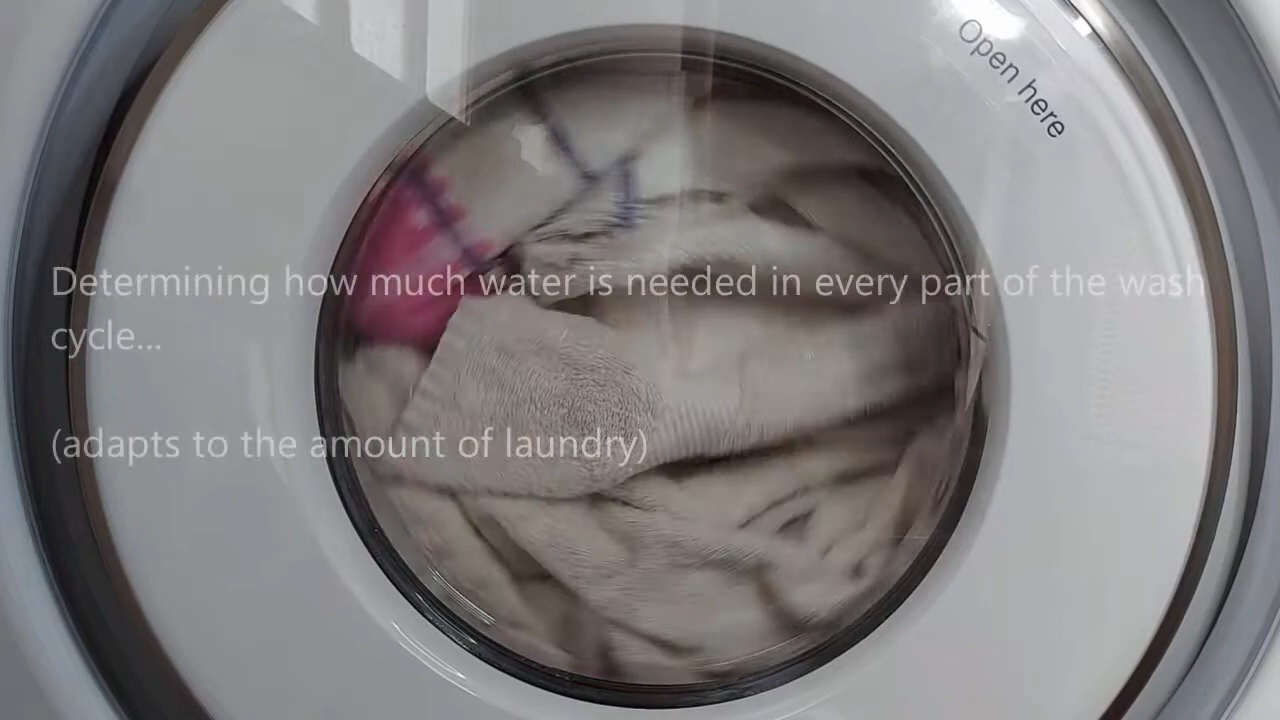 Open here
Determining how much water is needed in every part of the wash
cycle...
(adapts to the amount of laundry)